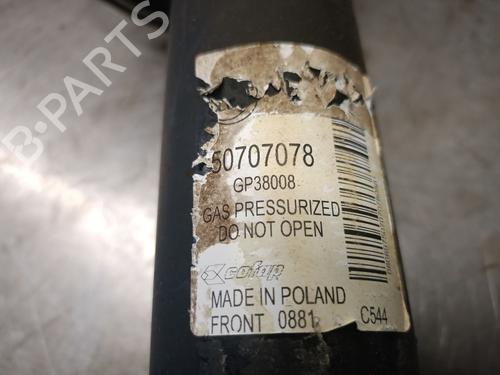 B-PARTS
50707078
GP38008
GAS PRESSURIZED
DO NOT OPEN
cofap
MADE IN POLAND
FRONT 0881 C544